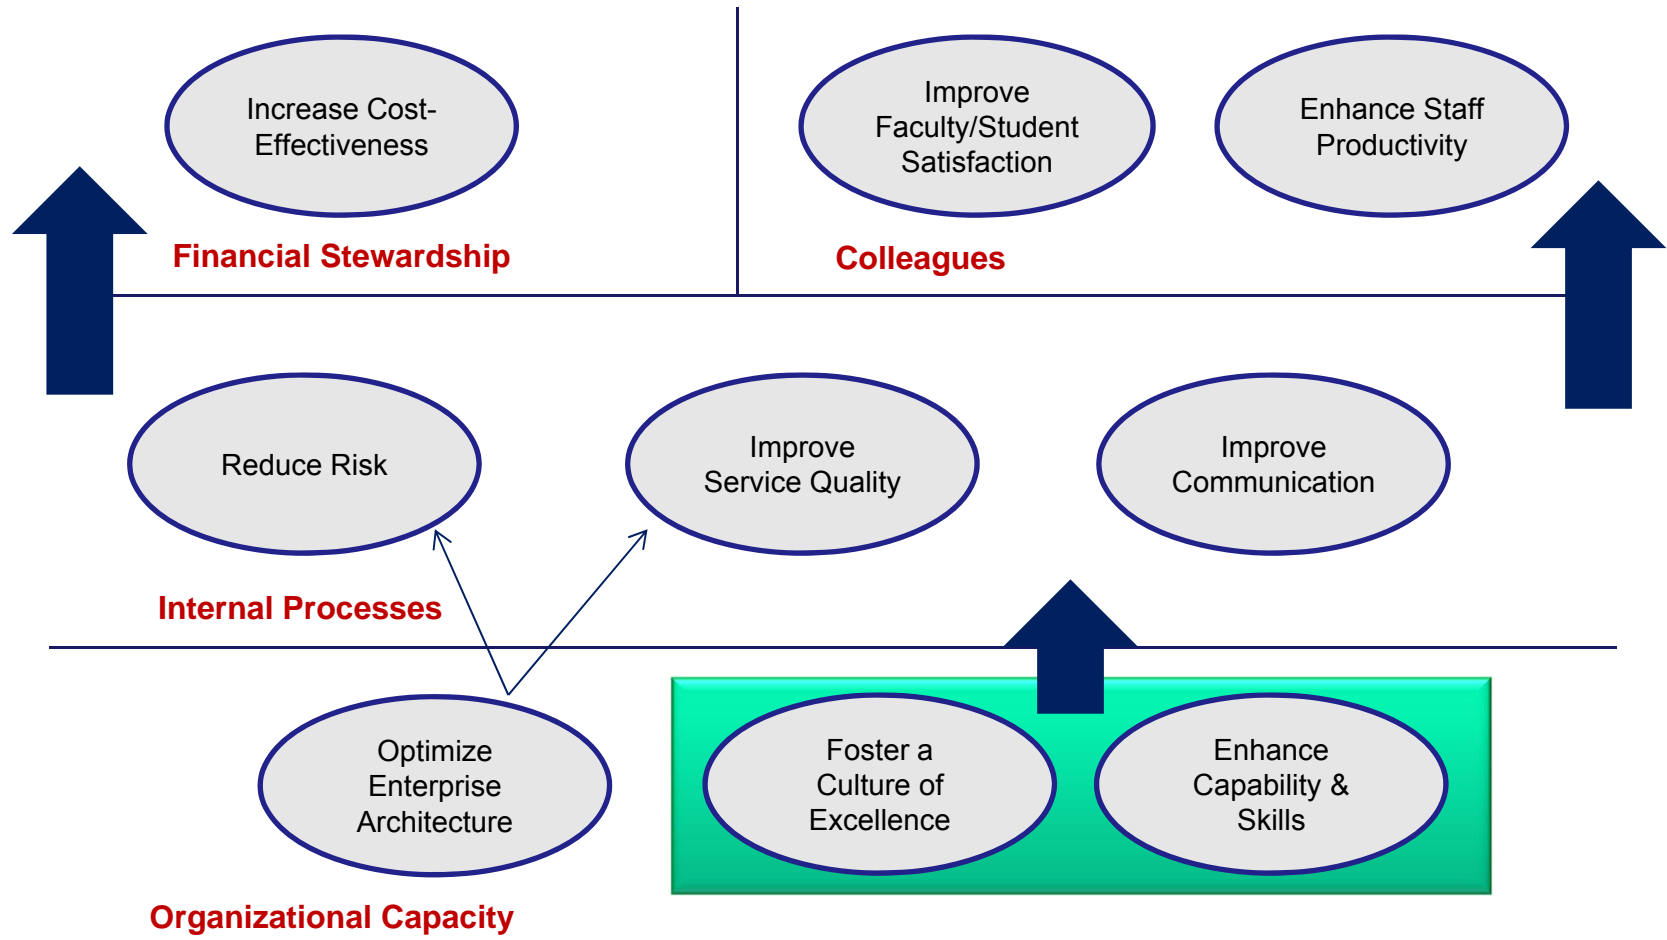 Increase Cost-
Effectiveness
Improve
Faculty/Student
Satisfaction
Enhance Staff
Productivity
Financial Stewardship
Colleagues
Reduce Risk
Improve
Service Quality
Improve
Communication
Internal Processes
Optimize
Enterprise
Architecture
Foster a
Culture of
Excellence
Enhance
Capability &
Skills
Organizational Capacity